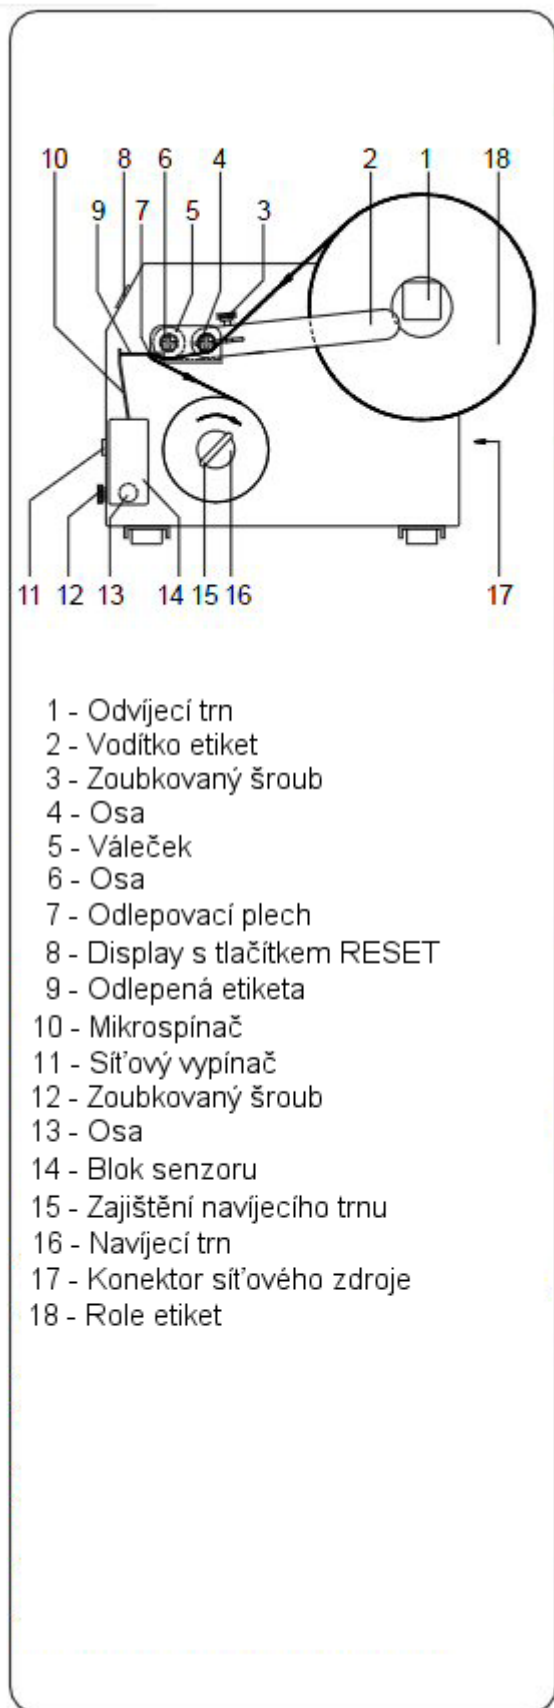 10 8 6 4 2 1 18
9 7 5 3
11 12 13 14 15 16 17
1 - Odvíjecí trn
2 - Vodítko etiket
3 - Zoubkovaný šroub
4 - Osa
5 - Váleček
6 - Osa
7 - Odlepovací plech
8 - Display s tlačítkem RESET
9 - Odlepená etiketa
10 - Mikrospínač
11 - Síťový vypínač
12 - Zoubkovaný šroub
13 - Osa
14 - Blok senzoru
15 - Zajištění navíjecího trnu
16 - Navíjecí trn
17 - Konektor síťového zdroje
18 - Role etiket